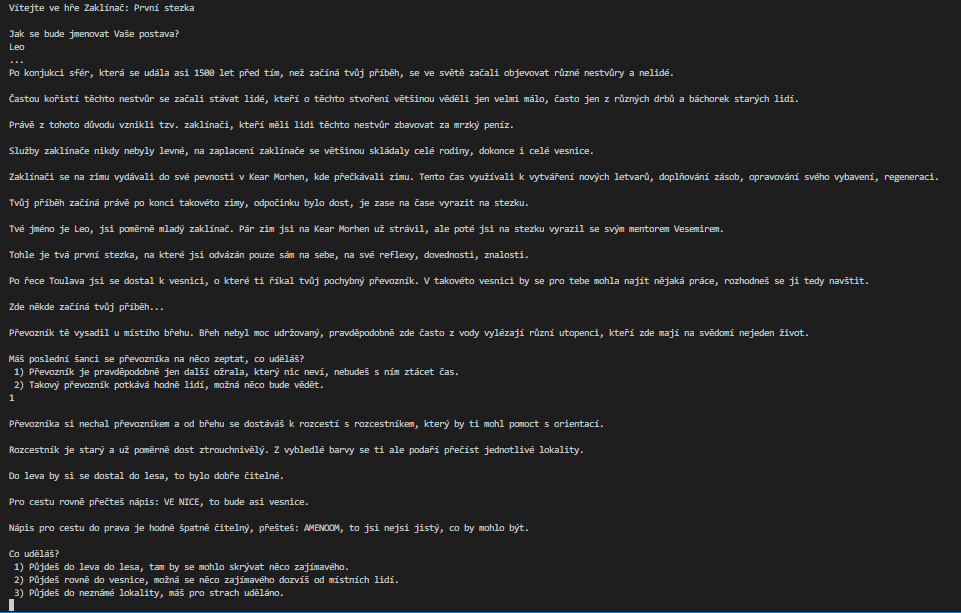 Vítejte ve hře Zaklínač: První stezka
Jak se bude jmenovat Vaše postava?
Leo
...
Po konjukci sfér, která se udála asi 1500 let před tím, než začíná tvůj příběh, se ve světě začali objevovat různé nestvůry a nelidé.
Častou kořistí těchto nestvůr se začali stávat lidé, kteří o těchto stvoření většinou věděli jen velmi málo, často jen z různých drbů a báchorek starých lidí.
Právě z tohoto důvodu vznikli tzv. zaklínači, kteří měli lidi těchto nestvůr zbavovat za mrzký peníz.
Služby zaklínače nikdy nebyly levné, na zaplacení zaklínače se většinou skládaly celé rodiny, dokonce i celé vesnice.
Zaklínači se na zimu vydávali do své pevnosti v Kear Morhen, kde přečkávali zimu. Tento čas využívali k vytváření nových letvarů, doplňování zásob, opravování svého vybavení, regeneraci.
Tvůj příběh začíná právě po konci takovéto zimy, odpočinku bylo dost, je zase na čase vyrazit na stezku.
Tvé jméno je Leo, jsi poměrně mladý zaklínač. Pár zim jsi na Kear Morhen už strávil, ale poté jsi na stezku vyrazil se svým mentorem Vesemirem.
Tohle je tvá první stezka, na které jsi odvázán pouze sám na sebe, na své reflexy, dovednosti, znalosti.
Po řece Toulava jsi se dostal k vesnici, o které ti říkal tvůj pochybný převozník. V takovéto vesnici by se pro tebe mohla najít nějaká práce, rozhodneš se ji tedy navštít.
Zde někde začíná tvůj příběh...
Převozník tě vysadil u místího břehu. Břeh nebyl moc udržovaný, pravděpodobně zde často z vody vylézají různí utopenci, kteří zde mají na svědomí nejeden život.
Máš poslední šanci se převozníka na něco zeptat, co uděláš?
1) Převozník je pravděpodobně jen další ožrala, který nic neví, nebudeš s ním ztácet čas.
2) Takový převozník potkává hodně lidí, možná něco bude vědět.
1
Převozníka si nechal převozníkem a od břehu se dostáváš k rozcestí s rozcestníkem, který by ti mohl pomoct s orientací.
Rozcestník je starý a už poměrně dost ztrouchnivělý. Z vybledlé barvy se ti ale podaří přečíst jednotlivé lokality.
Do leva by si se dostal do lesa, to bylo dobře čitelné.
Pro cestu rovně přečteš nápis: VE NICE, to bude asi vesnice.
Nápis pro cestu do prava je hodně špatně čitelný, přešteš: AMENOOM, to jsi nejsi jistý, co by mohlo být.
Co uděláš?
1) Půjdeš do leva do lesa, tam by se mohlo skrývat něco zajímavého.
2) Půjdeš rovně do vesnice, možná se něco zajímavého dozvíš od místních lidí.
3) Půjdeš do neznámé lokality, máš pro strach uděláno.